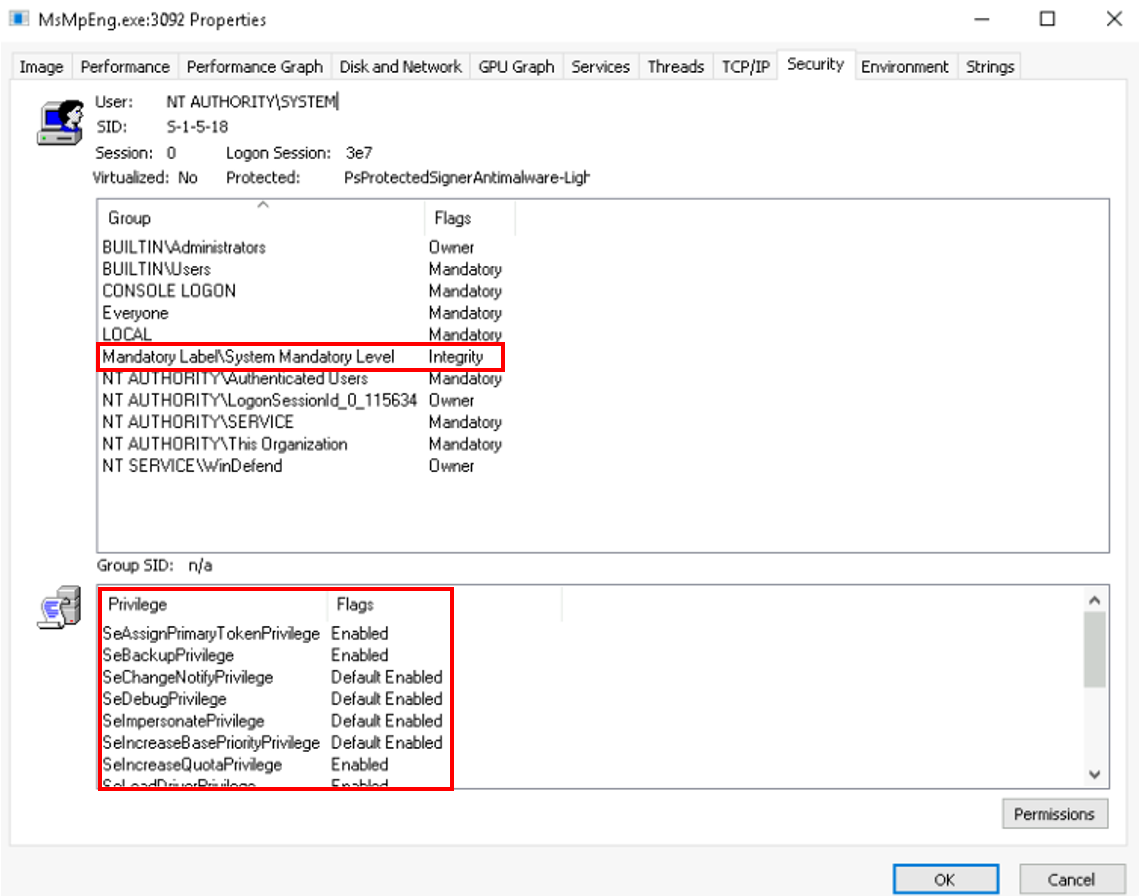 MsMpEng.exe:3092 Properties
Image Performance Performance Graph Disk and Network GPU Graph Services Threads TCP/IP Security Environment Strings
User: NT AUTHORITY\SYSTEM
SID: S-1-5-18
Session: 0 Logon Session: 3e7
Virtualized: No Protected: PsProtectedSignerAntimalware-Ligh
Group Flags
BUILTIN\Administrators Owner
BUILTIN\Users Mandatory
CONSOLE LOGON Mandatory
Everyone Mandatory
LOCAL Mandatory
Mandatory Label\System Mandatory Level Integrity
NT AUTHORITY\Authenticated Users Mandatory
NT AUTHORITY\LogonSessionId_0_115634 Owner
NT AUTHORITY\SERVICE Mandatory
NT AUTHORITY\This Organization Mandatory
NT SERVICE\WinDefend Owner
Group SID: n/a
Privilege Flags
SeAssignPrimaryTokenPrivilege Enabled
SeBackupPrivilege Enabled
SeChangeNotifyPrivilege Default Enabled
SeDebugPrivilege Default Enabled
SeImpersonatePrivilege Default Enabled
SeIncreaseBasePriorityPrivilege Default Enabled
SeIncreaseQuotaPrivilege Enabled
SeLoadDriverPrivilege Enabled
Permissions
OK Cancel